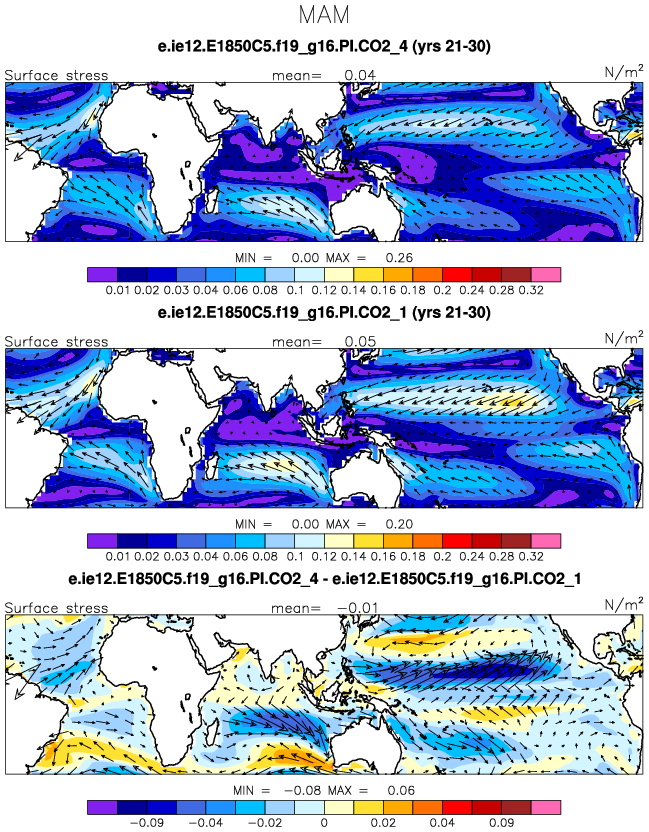 MAM
e.ie12.E1850C5.f19_g16.PI.CO2_4 (yrs 21-30)
Surface stress mean= 0.04 N/m²
MIN = 0.00 MAX = 0.26
0.01 0.02 0.03 0.04 0.06 0.08 0.1 0.12 0.14 0.16 0.18 0.2 0.24 0.28 0.32
e.ie12.E1850C5.f19_g16.PI.CO2_1 (yrs 21-30)
Surface stress mean= 0.05 N/m²
MIN = 0.00 MAX = 0.20
0.01 0.02 0.03 0.04 0.06 0.08 0.1 0.12 0.14 0.16 0.18 0.2 0.24 0.28 0.32
e.ie12.E1850C5.f19_g16.PI.CO2_4 - e.ie12.E1850C5.f19_g16.PI.CO2_1
Surface stress mean= -0.01 N/m²
MIN = -0.08 MAX = 0.06
-0.09 -0.04 -0.02 0 0.02 0.04 0.09